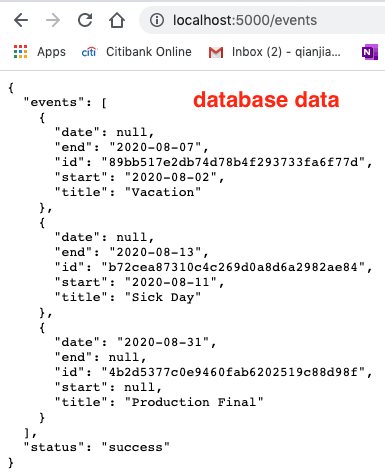 localhost:5000/events
Apps citi Citibank Online Inbox (2) - qianjia... N
{
database data
"events": [
{
"date": null,
"end": "2020-08-07",
"id": "89bb517e2db74d78b4f293733fa6f77d",
"start": "2020-08-02",
"title": "Vacation"
},
{
"date": null,
"end": "2020-08-13",
"id": "b72cea87310c4c269d0a8d6a2982ae84",
"start": "2020-08-11",
"title": "Sick Day"
},
{
"date": "2020-08-31",
"end": null,
"id": "4b2d5377c0e9460fab6202519c88d98f",
"start": null,
"title": "Production Final"
}
],
"status": "success"
}